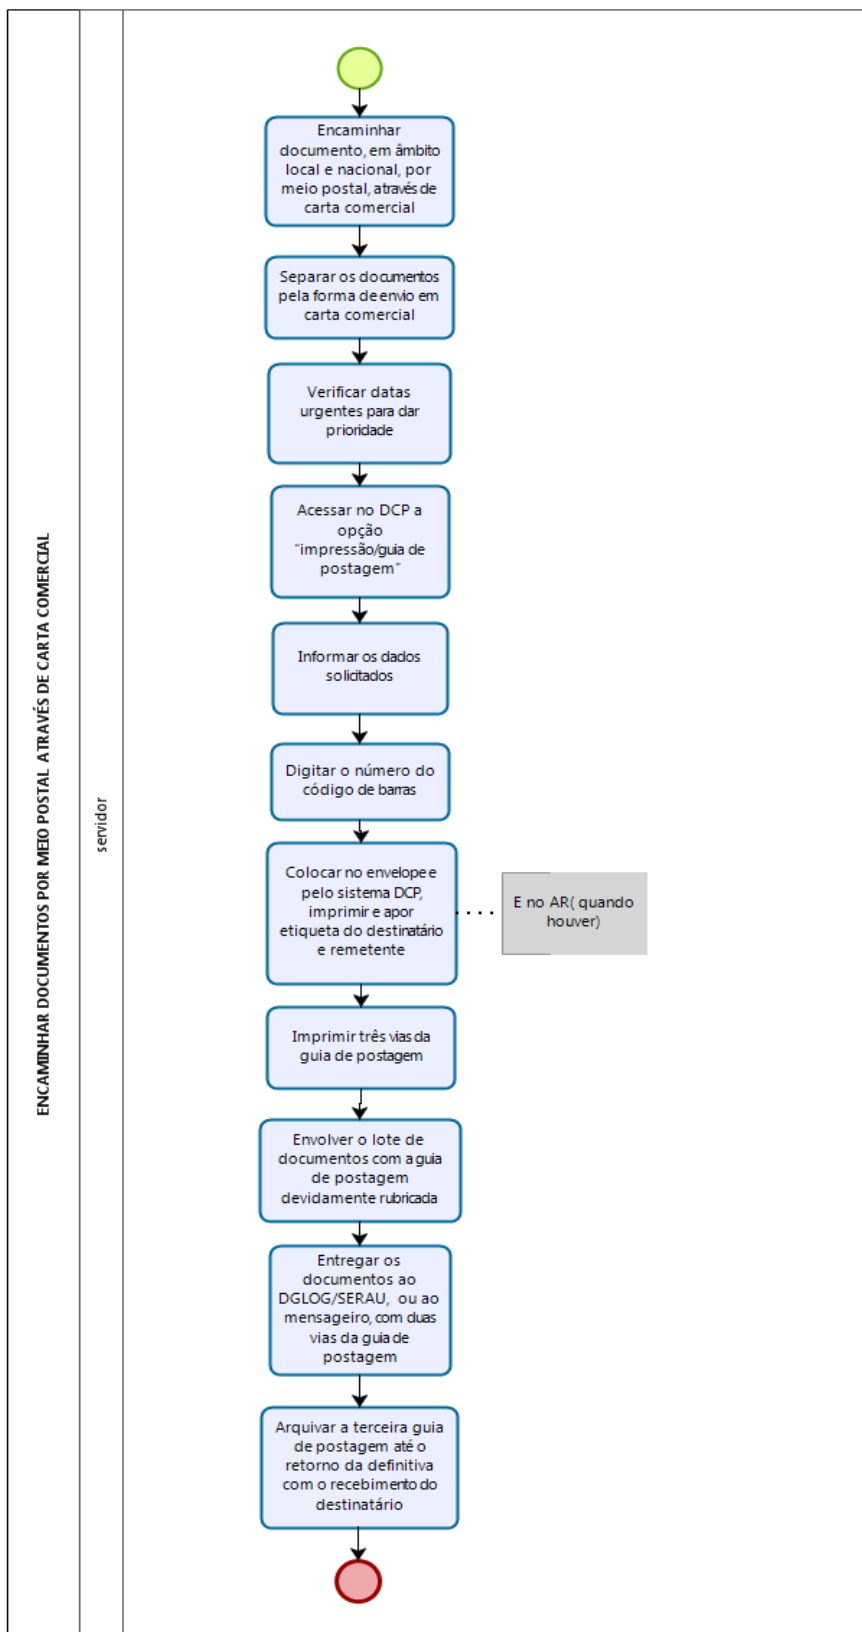 ENCAMINHAR DOCUMENTOS POR MEIO POSTAL ATRAVÉS DE CARTA COMERCIAL
servidor
Encaminhar
documento, em âmbito
local e nacional, por
meio postal, através de
carta comercial
Separar os documentos
pela forma de envio em
carta comercial
Verificar datas
urgentes para dar
prioridade
Acessar no DCP a
opção
"impressão/guia de
postagem"
Informar os dados
solicitados
Digitar o número do
código de barras
Colocar no envelope e
pelo sistema DCP,
imprimir e apor
etiqueta do destinatário
e remetente
E no AR( quando
houver)
Imprimir três vias da
guia de postagem
Envolver o lote de
documentos com a guia
de postagem
devidamente rubricada
Entregar os
documentos ao
DGLOG/SERAU, ou ao
mensageiro, com duas
vias da guia de
postagem
Arquivar a terceira guia
de postagem até o
retorno da definitiva
com o recebimento do
destinatário